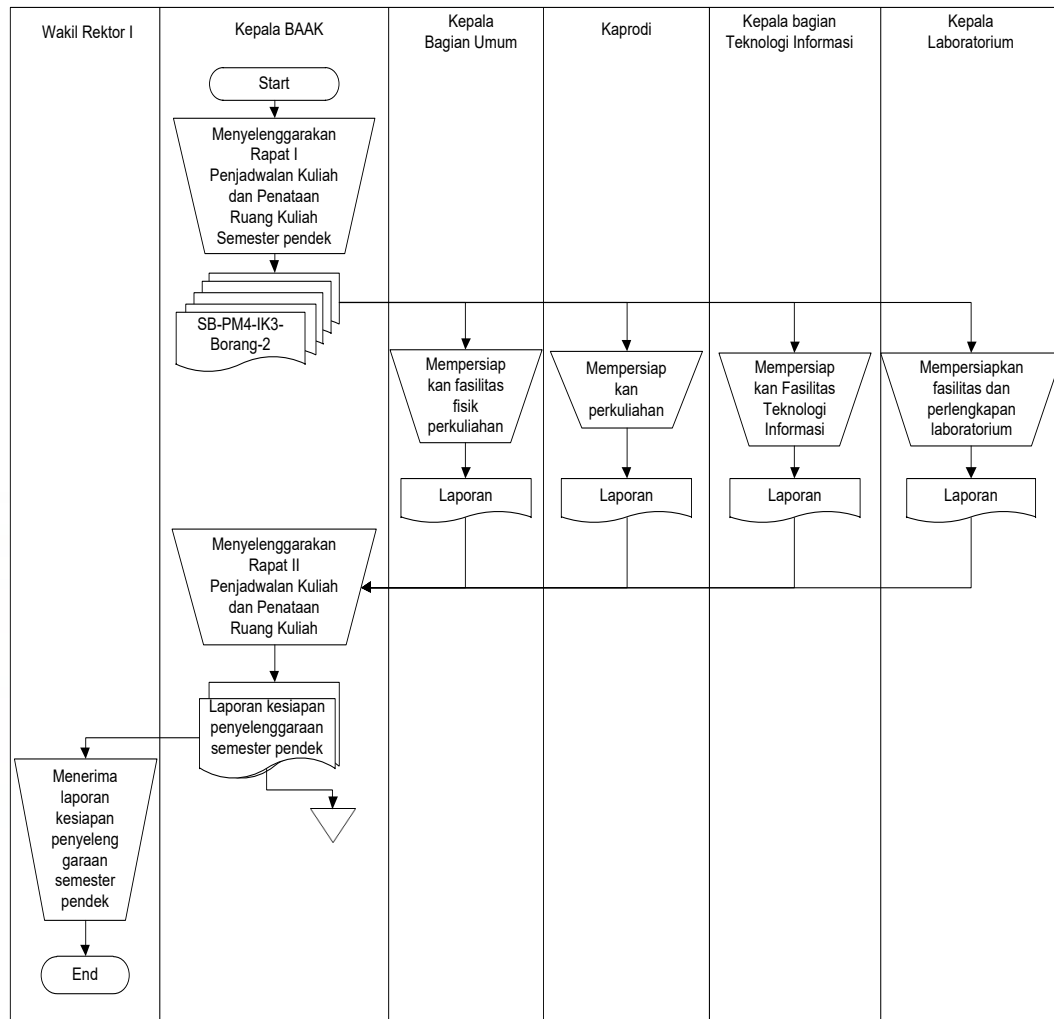 Wakil Rektor I
Kepala BAAK
Kepala
Bagian Umum
Kaprodi
Kepala bagian
Teknologi Informasi
Kepala
Laboratorium
Start
Menyelenggarakan
Rapat I
Penjadwalan Kuliah
dan Penataan
Ruang Kuliah
Semester pendek
SB-PM4-IK3-
Borang-2
Mempersiap
kan fasilitas
fisik
perkuliahan
Mempersiap
kan
perkuliahan
Mempersiap
kan Fasilitas
Teknologi
Informasi
Mempersiapkan
fasilitas dan
perlengkapan
laboratorium
Laporan
Laporan
Laporan
Laporan
Menyelenggarakan
Rapat II
Penjadwalan Kuliah
dan Penataan
Ruang Kuliah
Laporan kesiapan
penyelenggaraan
semester pendek
Menerima
laporan
kesiapan
penyeleng
garaan
semester
pendek
End